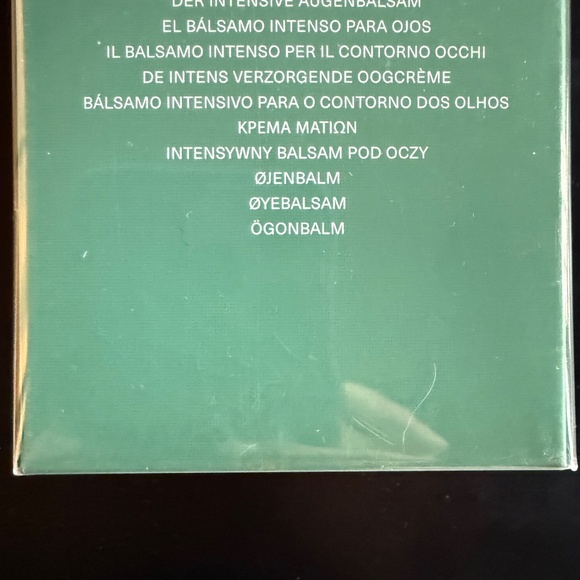 DER INTENSIVE AUGENBALSAM
EL BÁLSAMO INTENSO PARA OJOS
IL BALSAMO INTENSO PER IL CONTORNO OCCHI
DE INTENS VERZORGENDE OOGCRÈME
BÁLSAMO INTENSIVO PARA O CONTORNO DOS OLHOS
ΚΡΕΜΑ ΜΑΤΙΩΝ
INTENSYWNY BALSAM POD OCZY
ØJENBALM
ØYEBALSAM
ÖGONBALM